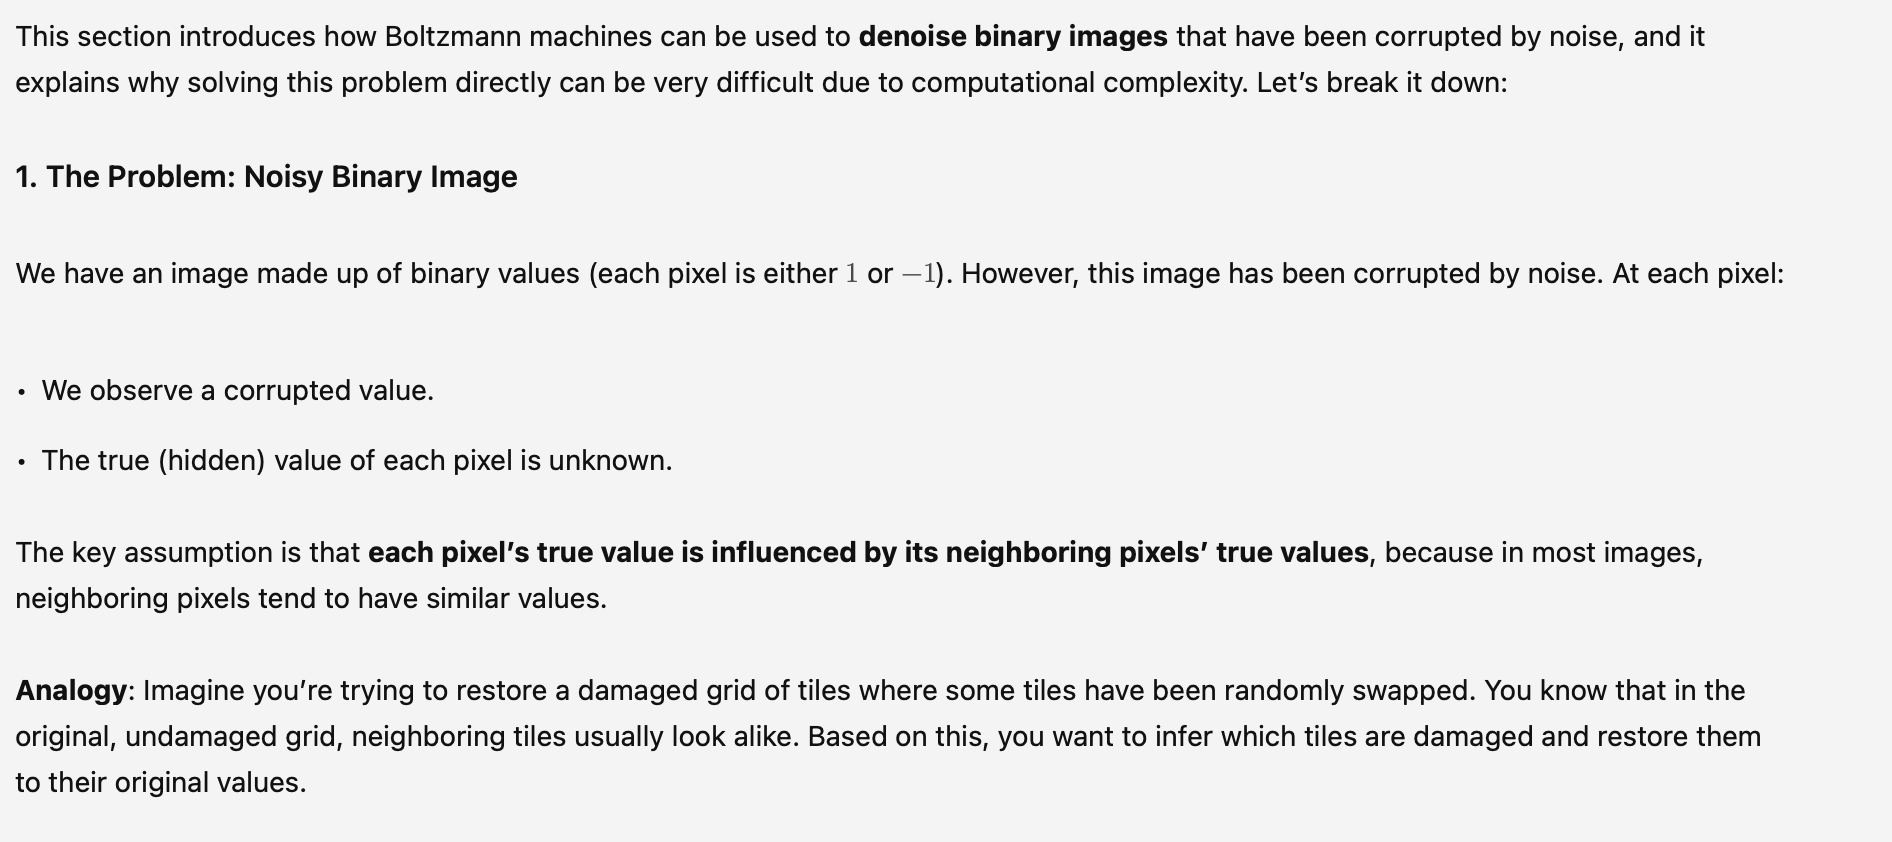 This section introduces how Boltzmann machines can be used to denoise binary images that have been corrupted by noise, and it
explains why solving this problem directly can be very difficult due to computational complexity. Let’s break it down:
1. The Problem: Noisy Binary Image
We have an image made up of binary values (each pixel is either 1 or −1). However, this image has been corrupted by noise. At each pixel:
• We observe a corrupted value.
• The true (hidden) value of each pixel is unknown.
The key assumption is that each pixel’s true value is influenced by its neighboring pixels’ true values, because in most images,
neighboring pixels tend to have similar values.
Analogy: Imagine you’re trying to restore a damaged grid of tiles where some tiles have been randomly swapped. You know that in the
original, undamaged grid, neighboring tiles usually look alike. Based on this, you want to infer which tiles are damaged and restore them
to their original values.